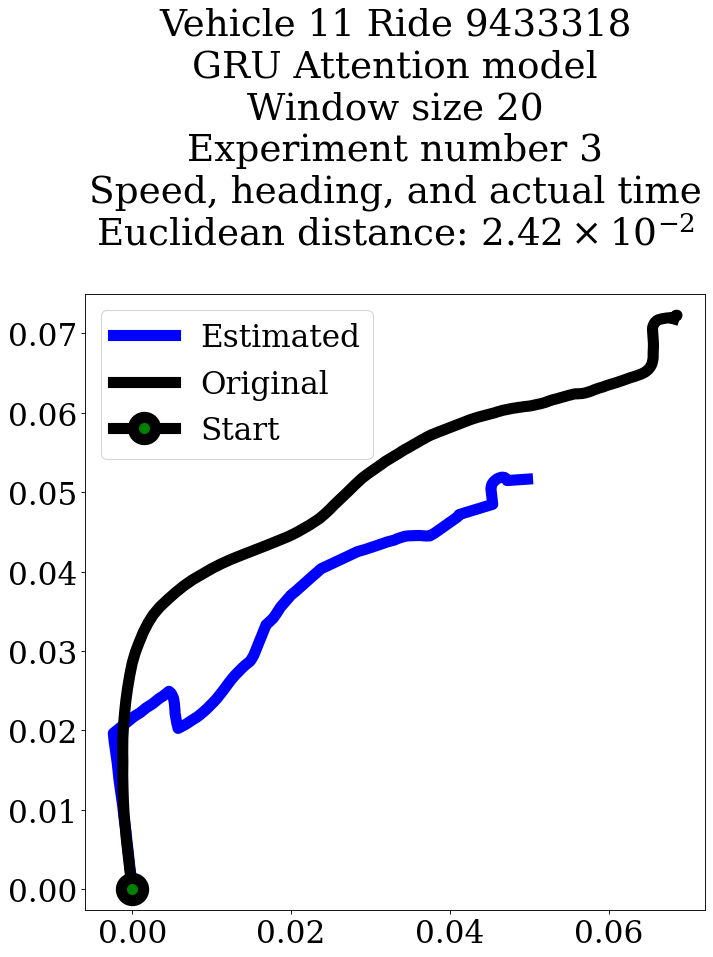 Vehicle 11 Ride 9433318
GRU Attention model
Window size 20
Experiment number 3
Speed, heading, and actual time
Euclidean distance: 2.42 × 10⁻²
Estimated
Original
Start
0.07
0.06
0.05
0.04
0.03
0.02
0.01
0.00
0.00 0.02 0.04 0.06